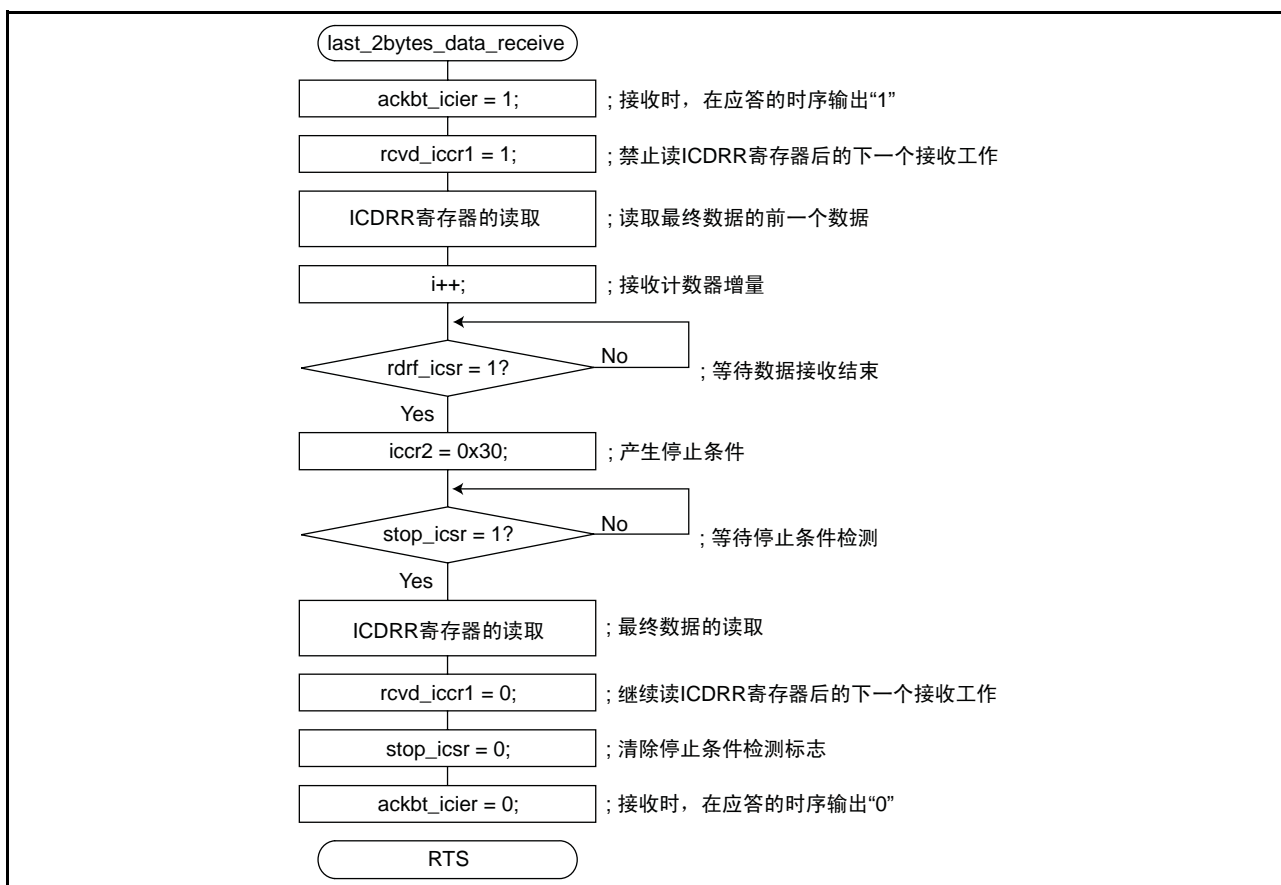 last_2bytes_data_receive
ackbt_icier = 1; ; 接收时，在应答的时序输出“1”
rcvd_iccr1 = 1; ; 禁止读ICDRR寄存器后的下一个接收工作
ICDRR寄存器的读取 ; 读取最终数据的前一个数据
i++; ; 接收计数器增量
rdrf_icsr = 1? No ; 等待数据接收结束
Yes
iccr2 = 0x30; ; 产生停止条件
stop_icsr = 1? No ; 等待停止条件检测
Yes
ICDRR寄存器的读取 ; 最终数据的读取
rcvd_iccr1 = 0; ; 继续读ICDRR寄存器后的下一个接收工作
stop_icsr = 0; ; 清除停止条件检测标志
ackbt_icier = 0; ; 接收时，在应答的时序输出“0”
RTS